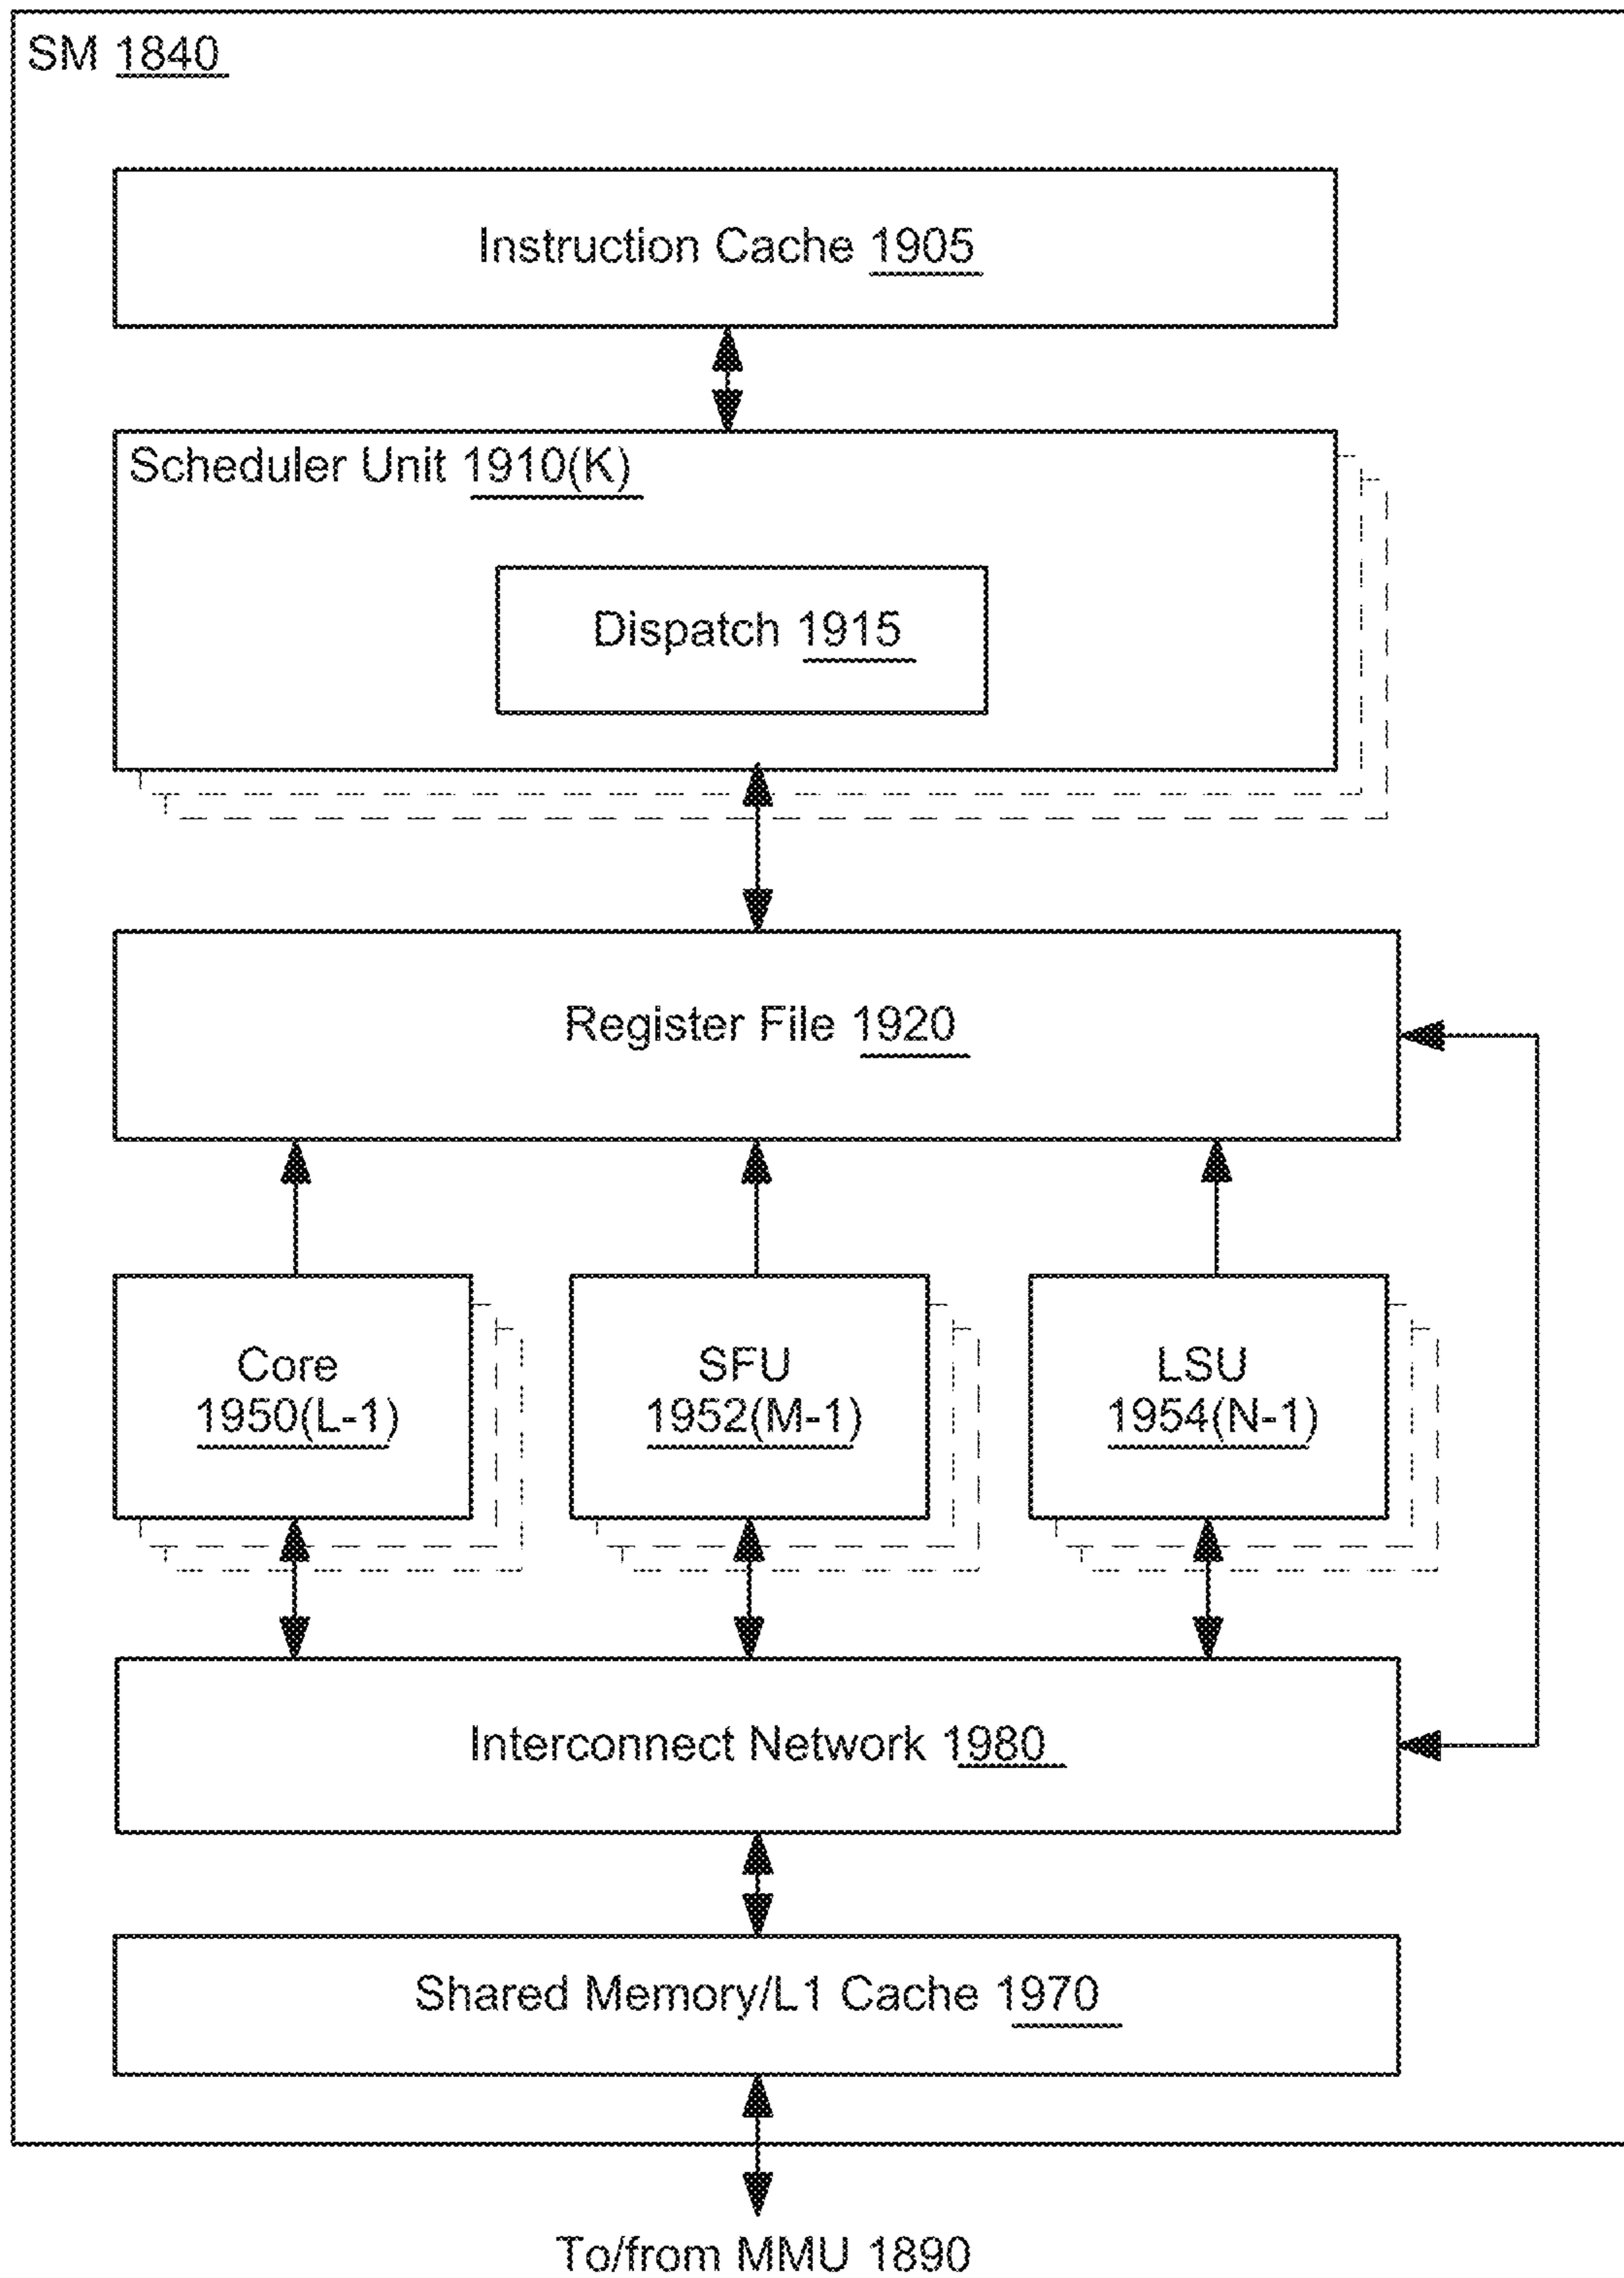 SM 1840
Instruction Cache 1905
Scheduler Unit 1910(K)
Dispatch 1915
Register File 1920
Core
1950(L-1)
SFU
1952(M-1)
LSU
1954(N-1)
Interconnect Network 1980
Shared Memory/L1 Cache 1970
To/from MMU 1890